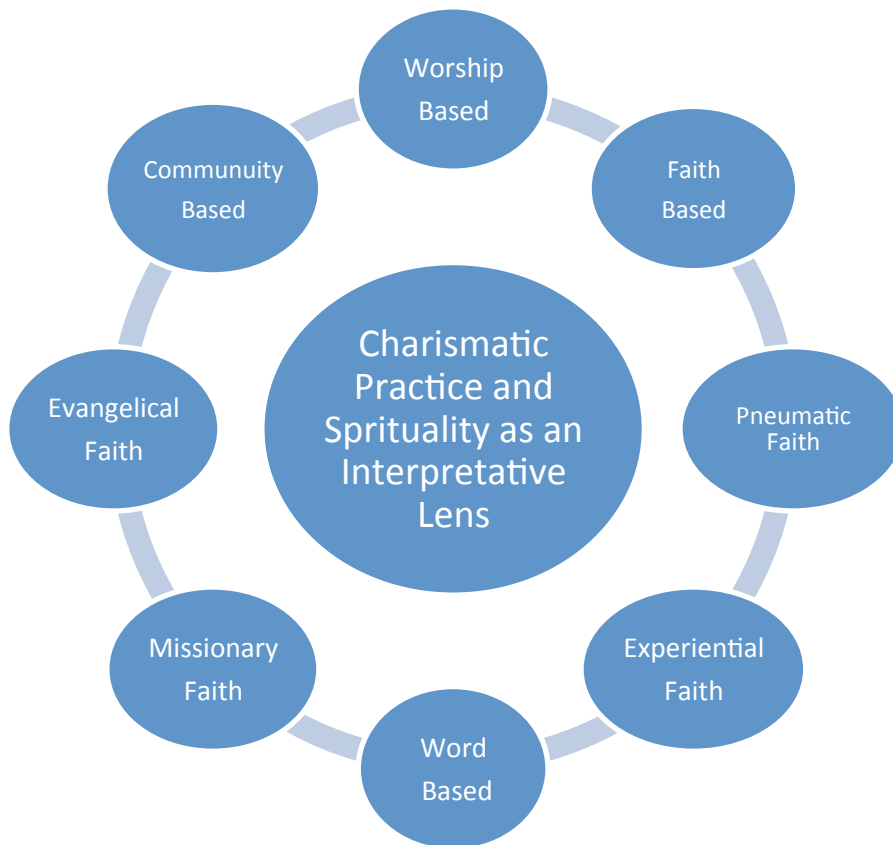 Worship
Based
Faith
Based
Pneumatic
Faith
Experiential
Faith
Word
Based
Missionary
Faith
Evangelical
Faith
Communuity
Based
Charismatic
Practice and
Sprituality as an
Interpretative
Lens